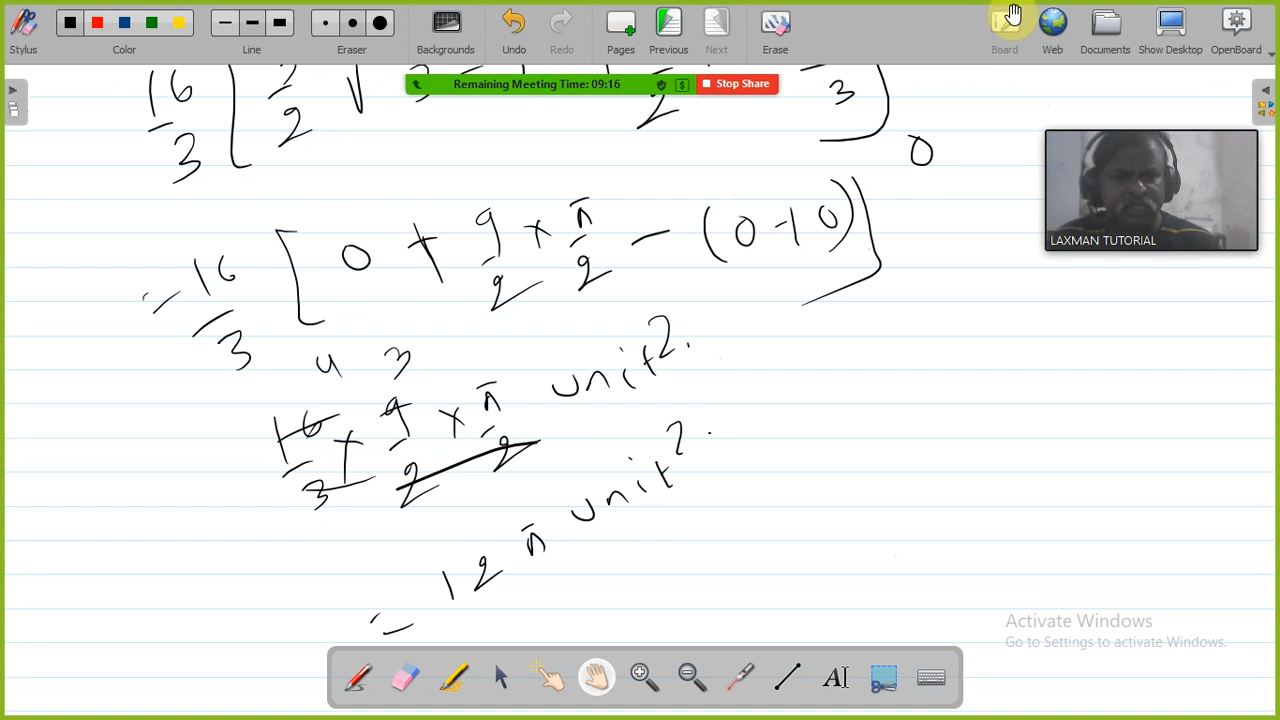 Stylus Color Line Eraser Backgrounds Undo Redo Pages Previous Next Erase Board Web Documents Show Desktop OpenBoard
Remaining Meeting Time: 09:16 $ Stop Share
16/3 [ 2 √ 3 2 3 ] 0
LAXMAN TUTORIAL
= 16/3 [ 0 + 9/2 × π/2 - (0+0) ]
4 3
16/3 × 9/2 × π/2 unit².
= 12 π unit².
Activate Windows
Go to Settings to activate Windows.